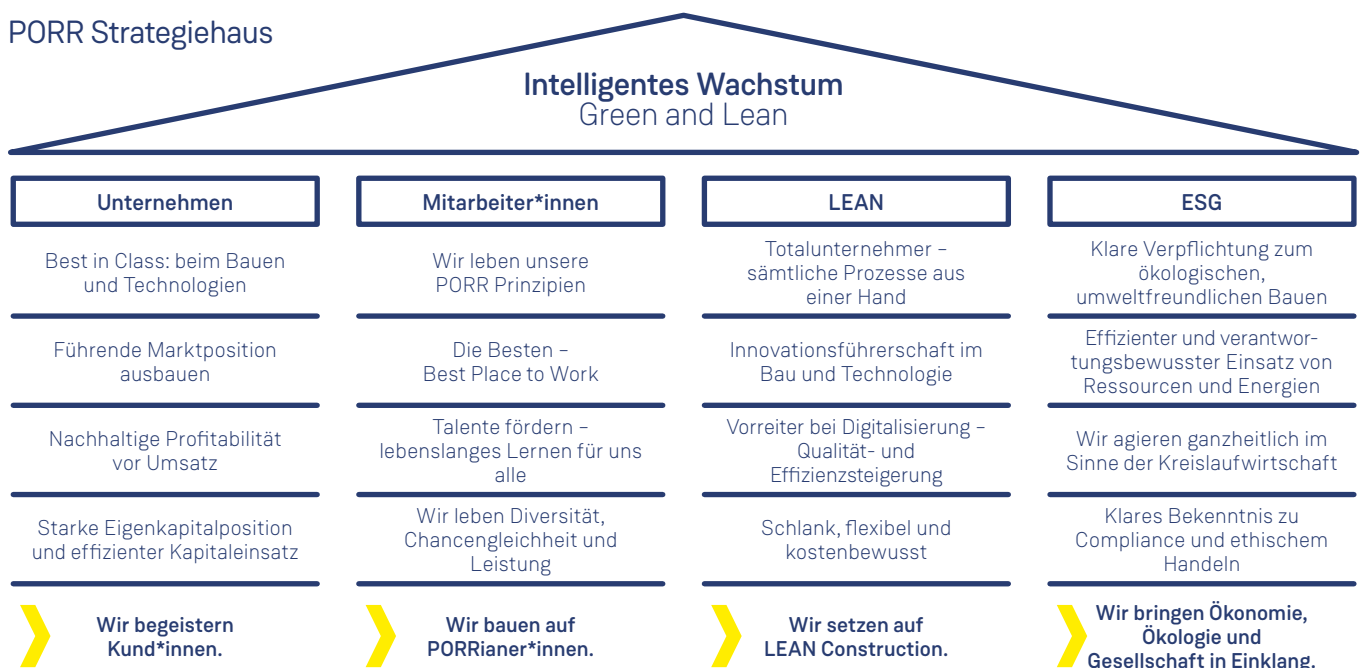 PORR Strategiehaus
Intelligentes Wachstum
Green and Lean
Unternehmen
Best in Class: beim Bauen
und Technologien
Führende Marktposition
ausbauen
Nachhaltige Profitabilität
vor Umsatz
Starke Eigenkapitalposition
und effizienter Kapitaleinsatz
Wir begeistern
Kund*innen.
Mitarbeiter*innen
Wir leben unsere
PORR Prinzipien
Die Besten –
Best Place to Work
Talente fördern –
lebenslanges Lernen für uns
alle
Wir leben Diversität,
Chancengleichheit und
Leistung
Wir bauen auf
PORRianer*innen.
LEAN
Totalunternehmer –
sämtliche Prozesse aus
einer Hand
Innovationsführerschaft im
Bau und Technologie
Vorreiter bei Digitalisierung –
Qualität- und
Effizienzsteigerung
Schlank, flexibel und
kostenbewusst
Wir setzen auf
LEAN Construction.
ESG
Klare Verpflichtung zum
ökologischen,
umweltfreundlichen Bauen
Effizienter und verantwor-
tungsbewusster Einsatz von
Ressourcen und Energien
Wir agieren ganzheitlich im
Sinne der Kreislaufwirtschaft
Klares Bekenntnis zu
Compliance und ethischem
Handeln
Wir bringen Ökonomie,
Ökologie und
Gesellschaft in Einklang.